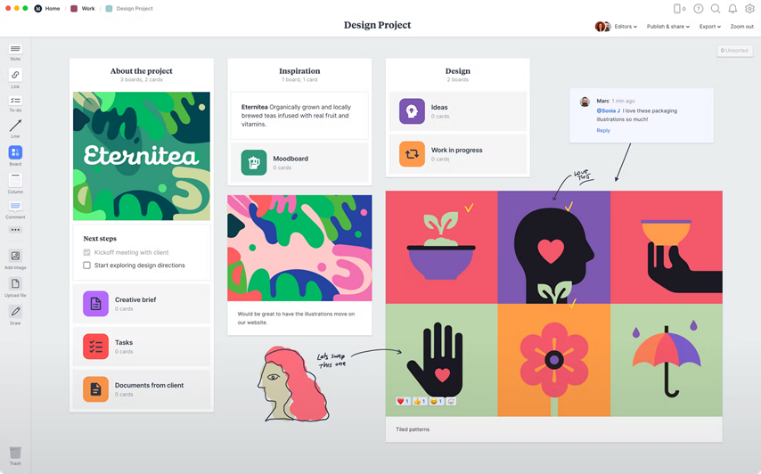 Home
Work
Design Project
0
Design Project
Editors
Publish & share
Export
Zoom out
0 Unsorted
Note
Link
To-do
Line
Board
Column
Comment
Add image
Upload file
Draw
Trash
About the project
3 boards, 2 cards
Eternitea
Next steps
Kickoff meeting with client
Start exploring design directions
Creative brief
0 cards
Tasks
0 cards
Documents from client
0 cards
Inspiration
1 board, 1 card
Eternitea Organically grown and locally
brewed teas infused with real fruit and
vitamins.
Moodboard
0 cards
Would be great to have the illustrations move on
our website.
Let's swap
this one
Design
2 boards
Ideas
0 cards
Work in progress
0 cards
Love
this
Marc 1 min ago
@Sonia J I love these packaging
illustrations so much!
Reply
1
1
1
Tiled patterns